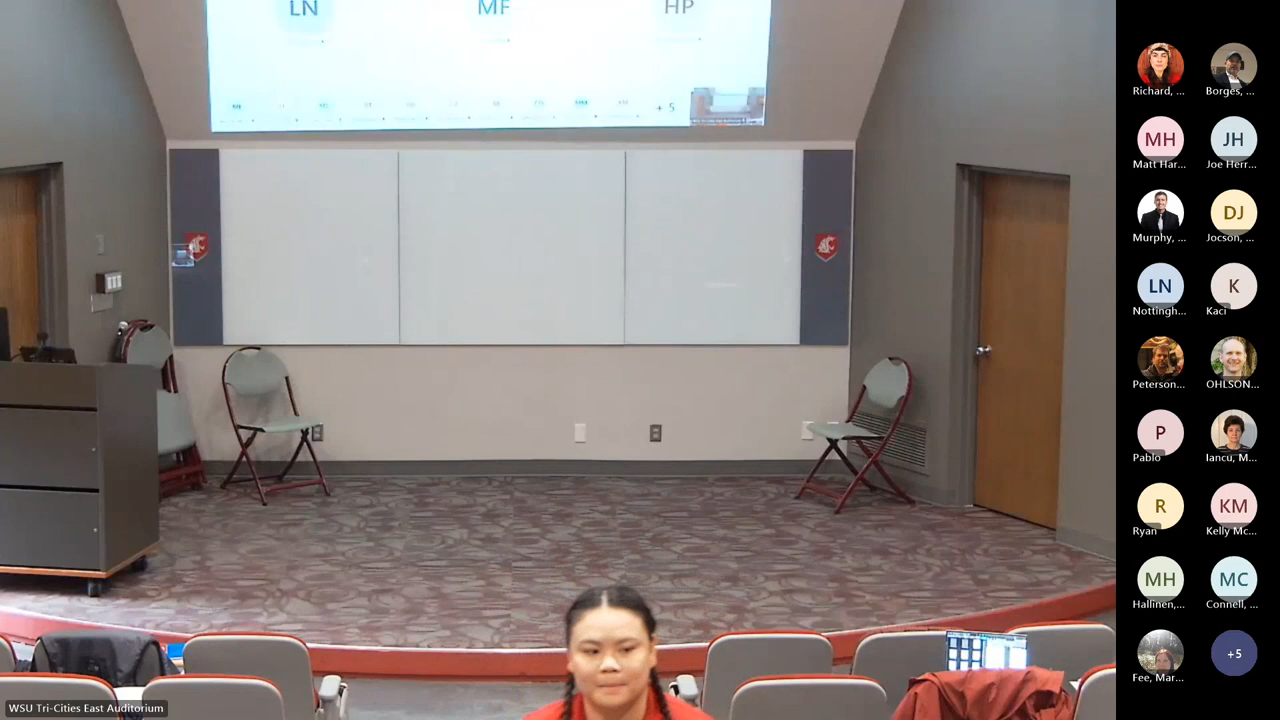 LN
MF
HP
+ 5
Richard, ...
Borges, ...
MH
JH
Matt Har...
Joe Herr...
DJ
Murphy, ...
Jocson, ...
LN
K
Nottingh...
Kaci
Peterson...
OHLSON...
P
Pablo
Iancu, M...
R
KM
Ryan
Kelly Mc...
MH
MC
Hallinen,...
Connell, ...
+5
Fee, Mar...
WSU Tri-Cities East Auditorium